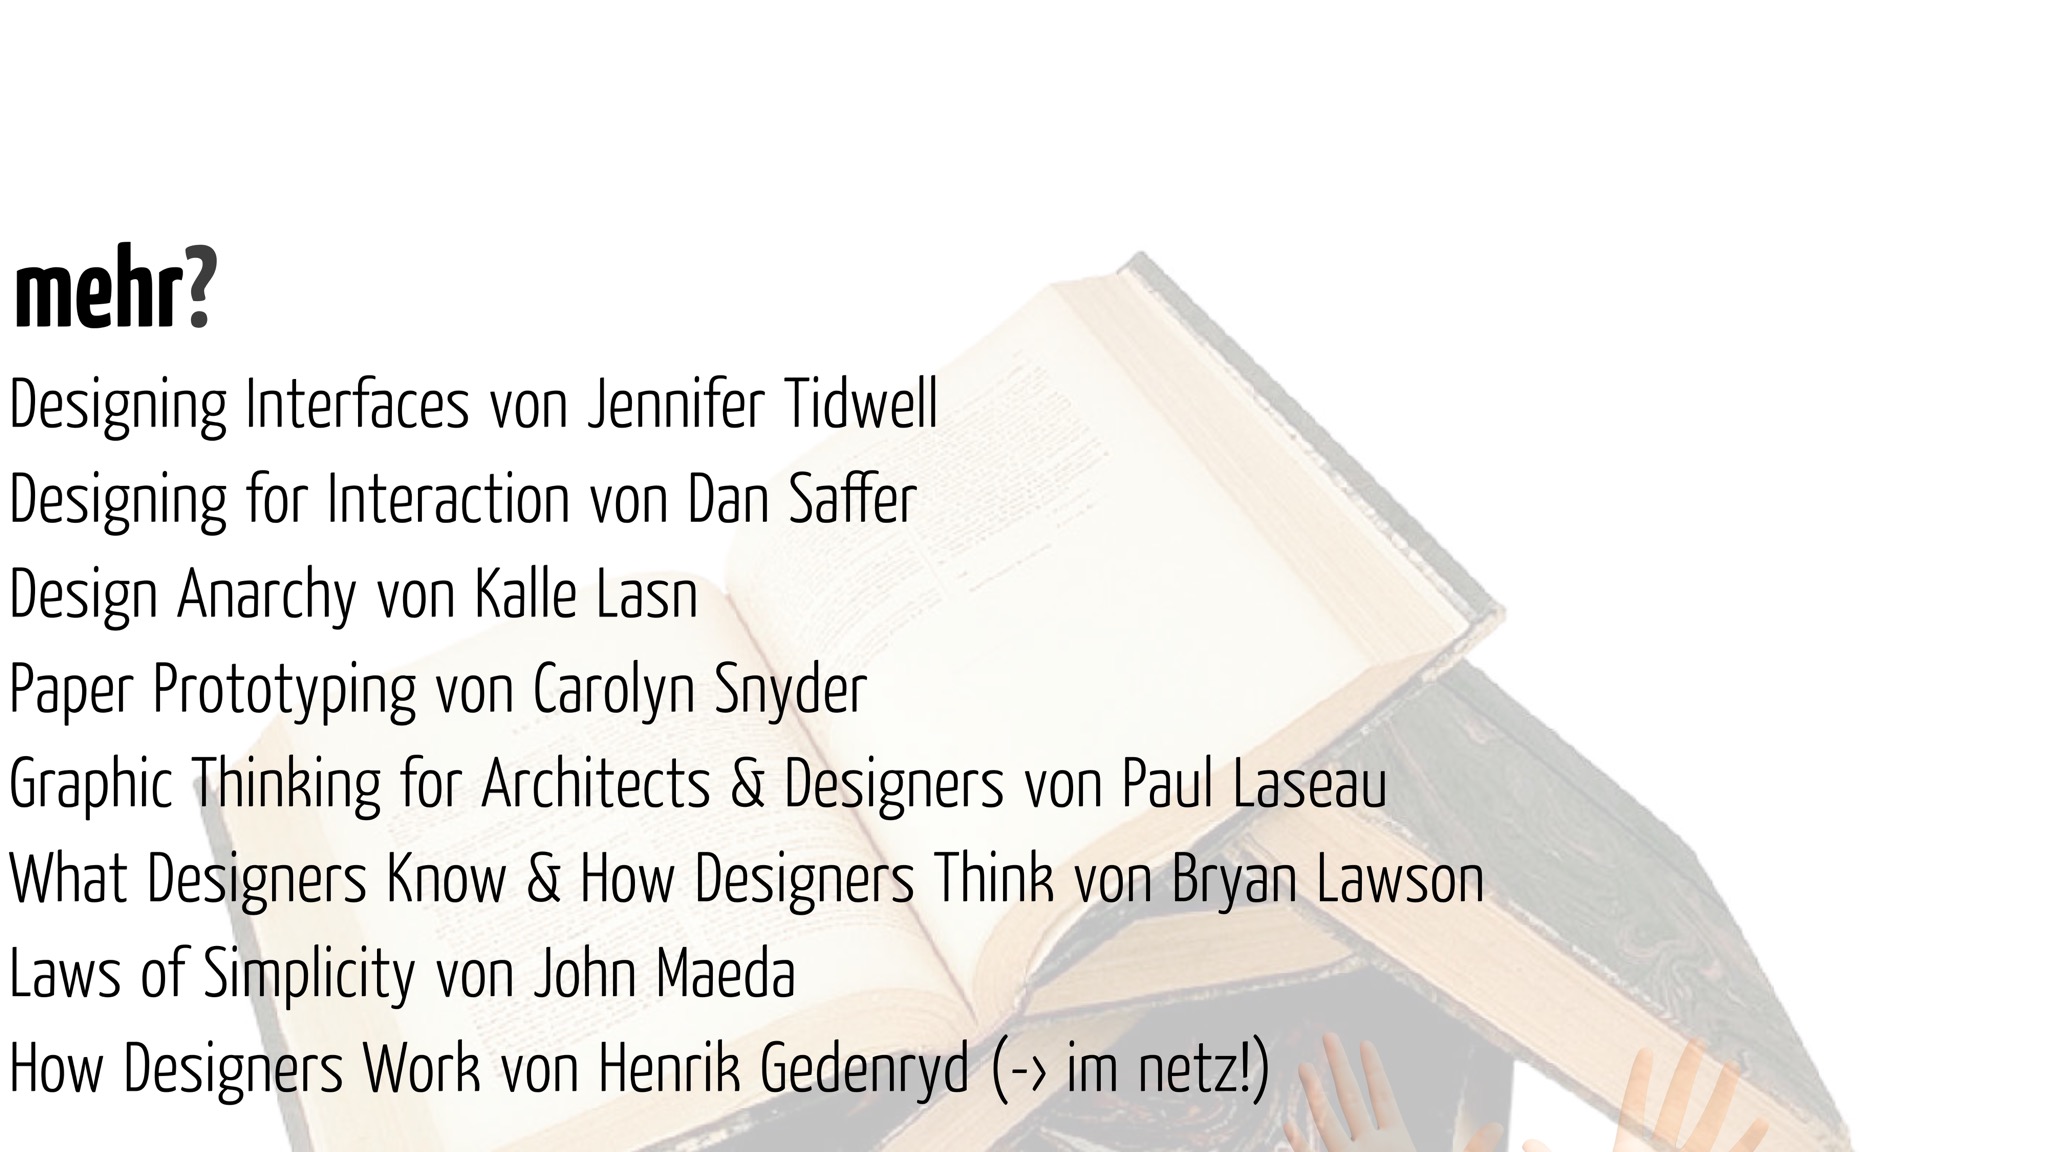 mehr?
Designing Interfaces von Jennifer Tidwell
Designing for Interaction von Dan Saffer
Design Anarchy von Kalle Lasn
Paper Prototyping von Carolyn Snyder
Graphic Thinking for Architects & Designers von Paul Laseau
What Designers Know & How Designers Think von Bryan Lawson
Laws of Simplicity von John Maeda
How Designers Work von Henrik Gedenryd (-> im netz!)